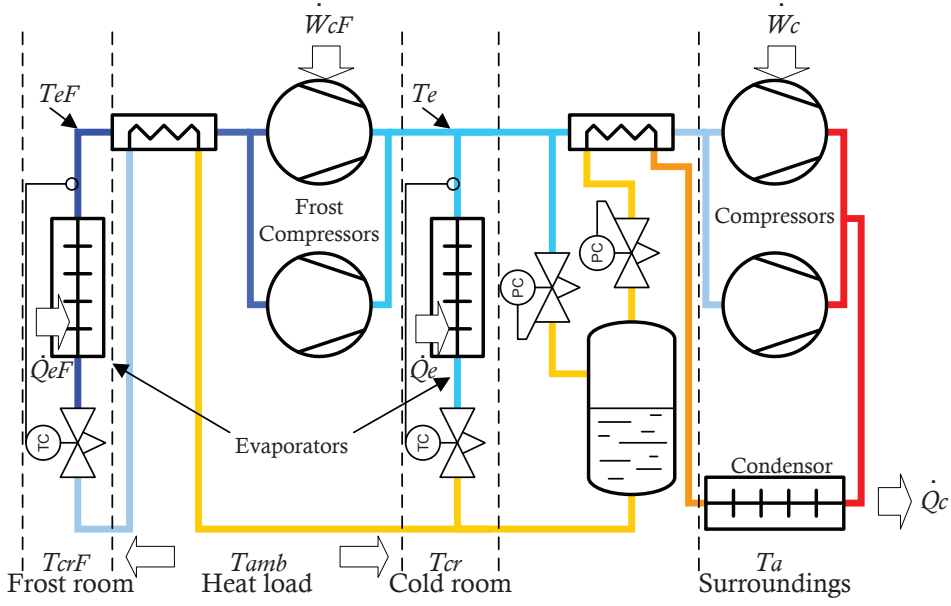 ẆcF
Ẇc
TeF
Te
Frost
Compressors
Compressors
PC
PC
Q̇eF
Q̇e
TC
Evaporators
TC
Condensor
Q̇c
TcrF
Tamb
Tcr
Ta
Frost room
Heat load
Cold room
Surroundings